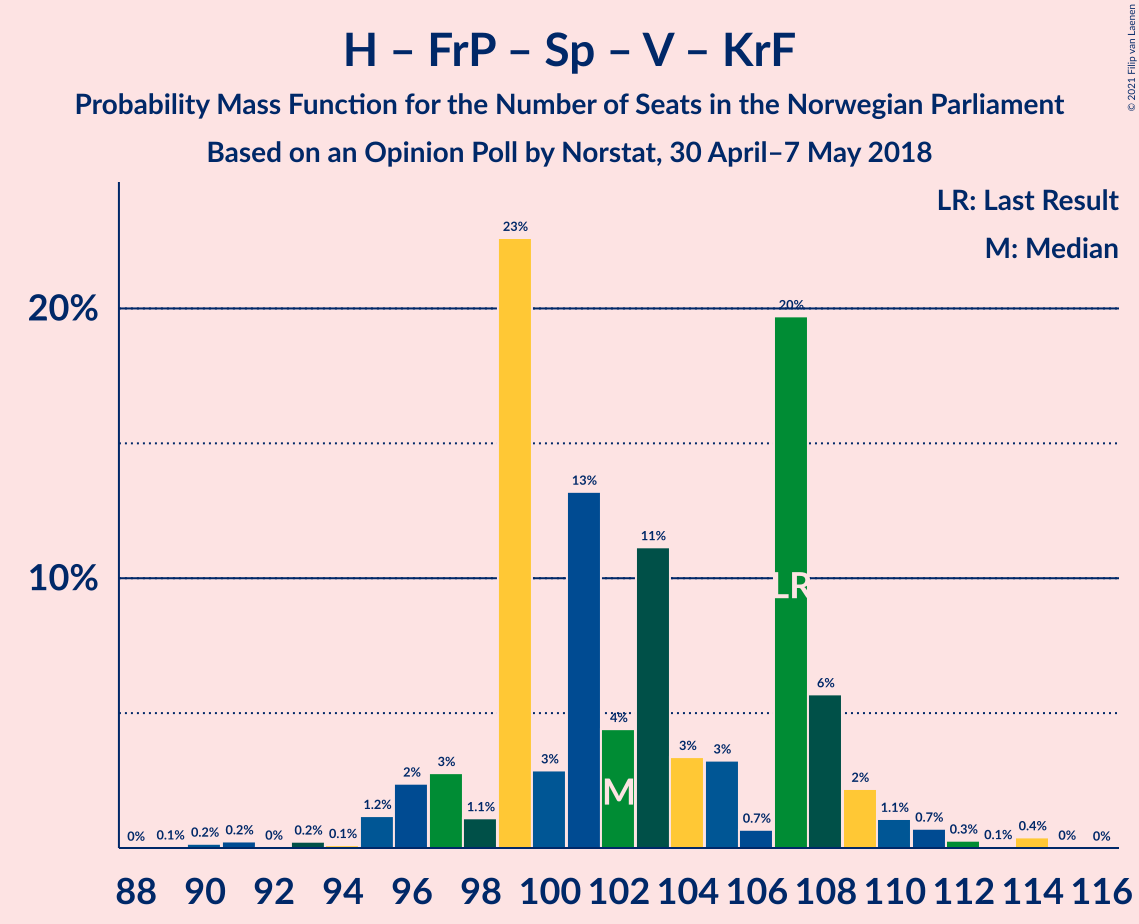 H – FrP – Sp – V – KrF
Probability Mass Function for the Number of Seats in the Norwegian Parliament
Based on an Opinion Poll by Norstat, 30 April–7 May 2018
© 2021 Filip van Laenen
LR: Last Result
M: Median
20%
10%
0% 0.1% 0.2% 0.2% 0% 0.2% 0.1% 1.2% 2% 3% 1.1% 23% 3% 13% 4% 11% 3% 3% 0.7% 20% 6% 2% 1.1% 0.7% 0.3% 0.1% 0.4% 0% 0%
LR
M
88 90 92 94 96 98 100 102 104 106 108 110 112 114 116